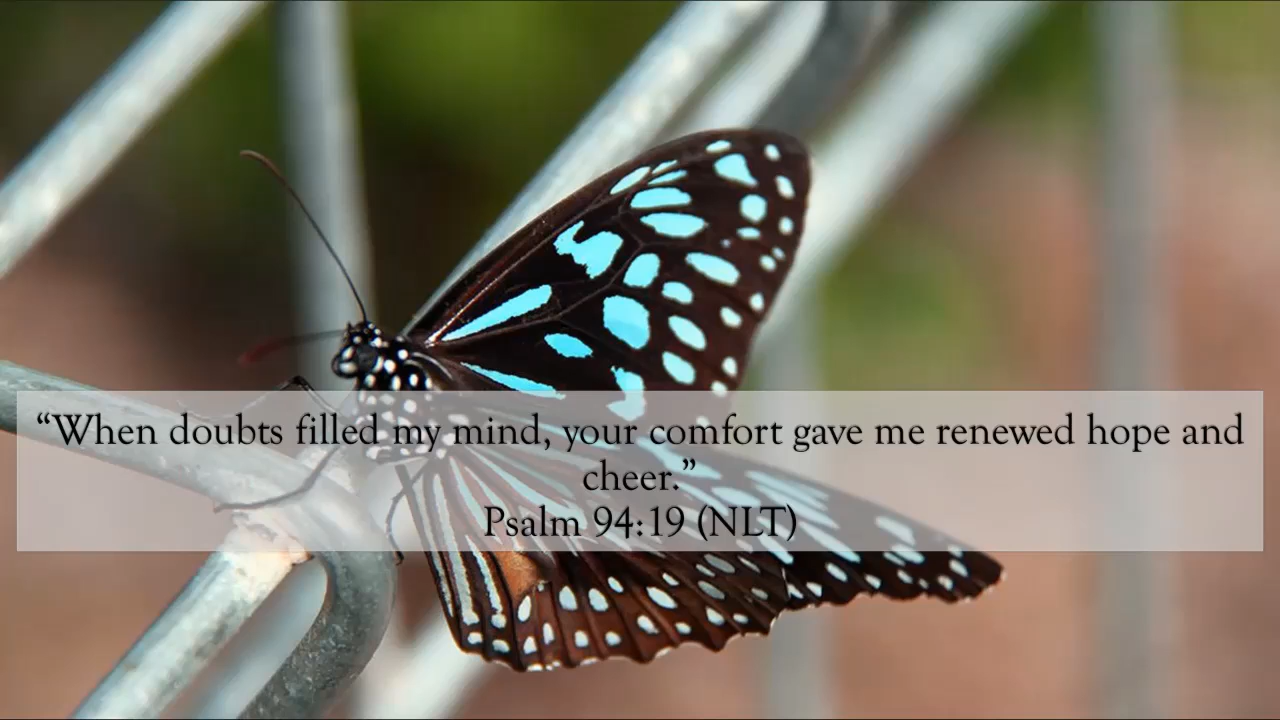 “When doubts filled my mind, your comfort gave me renewed hope and
cheer.”
Psalm 94:19 (NLT)